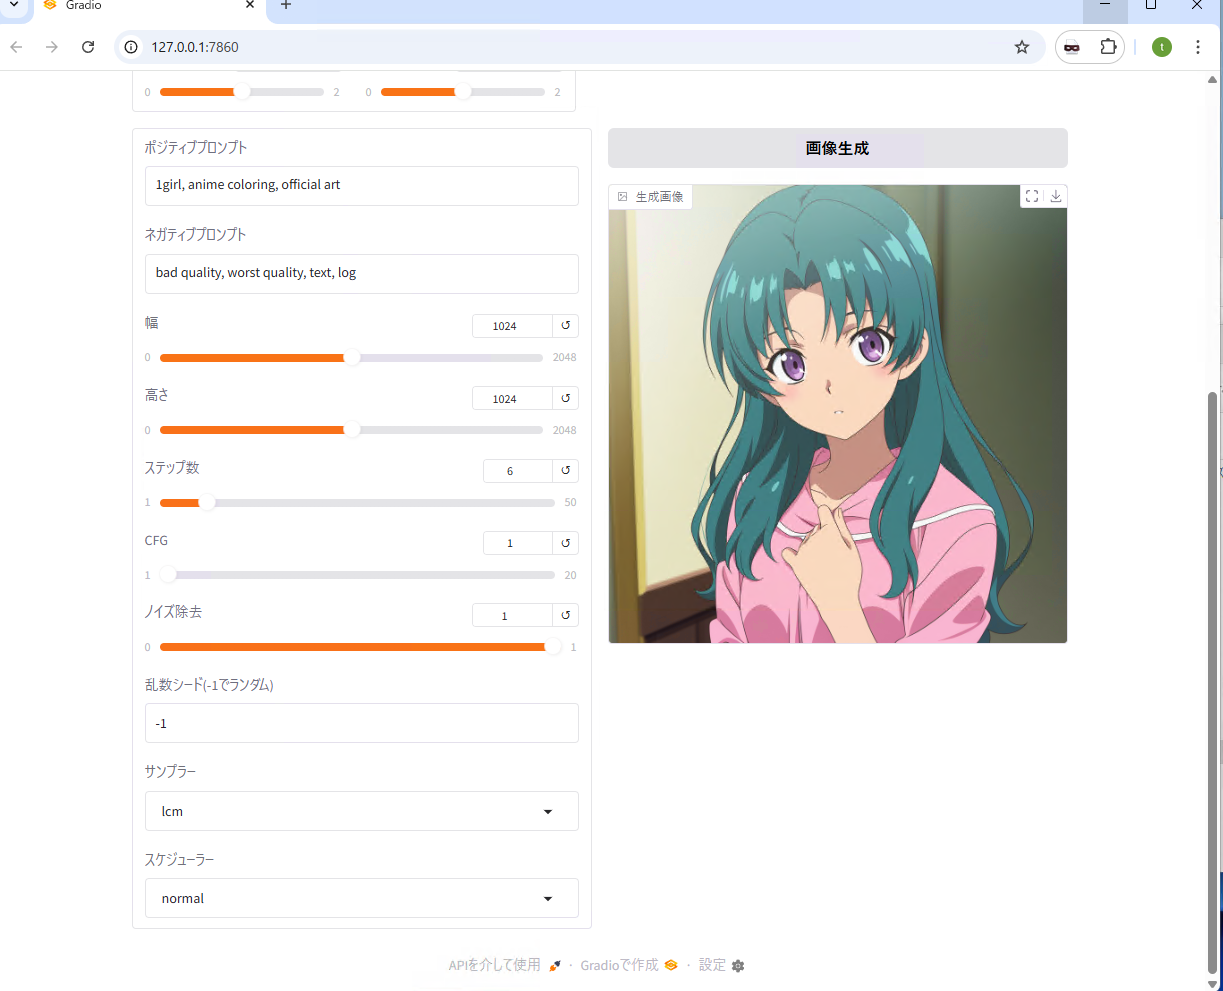 Gradio
127.0.0.1:7860
0 2 0 2
ポジティブプロンプト
1girl, anime coloring, official art
ネガティブプロンプト
bad quality, worst quality, text, log
幅
1024
0 2048
高さ
1024
0 2048
ステップ数
6
1 50
CFG
1
1 20
ノイズ除去
1
0 1
乱数シード(-1でランダム)
-1
サンプラー
lcm
スケジューラー
normal
画像生成
生成画像
APIを介して使用 · Gradioで作成 · 設定
t